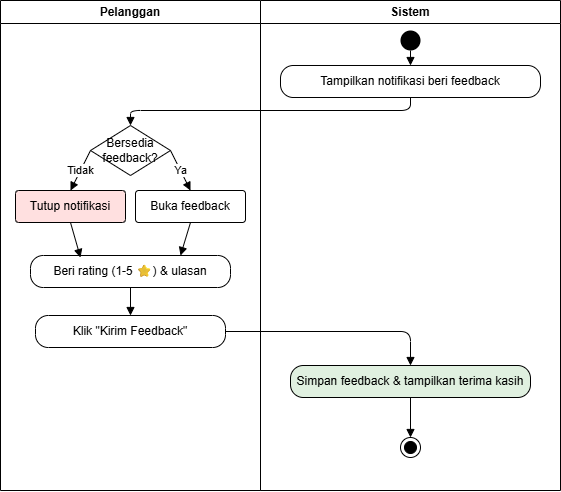 Pelanggan
Sistem
Tampilkan notifikasi beri feedback
Bersedia
feedback?
Tidak
Ya
Tutup notifikasi
Buka feedback
Beri rating (1-5 ⭐) & ulasan
Klik "Kirim Feedback"
Simpan feedback & tampilkan terima kasih